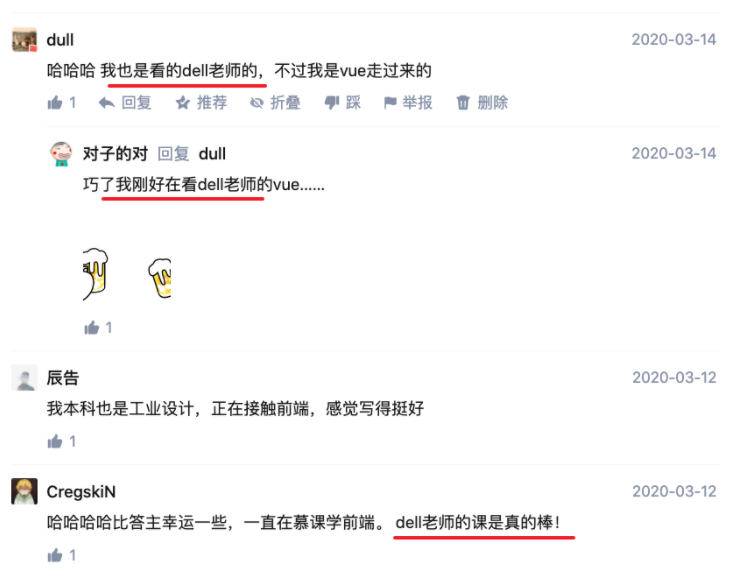 dull 2020-03-14
哈哈哈 我也是看的dell老师的，不过我是vue走过来的
1 回复 推荐 折叠 踩 举报 删除
对子的对 回复 dull 2020-03-14
巧了我刚好在看dell老师的vue......
1
辰告 2020-03-12
我本科也是工业设计，正在接触前端，感觉写得挺好
1
CregskiN 2020-03-12
哈哈哈哈比答主幸运一些，一直在慕课学前端。 dell老师的课是真的棒！
1